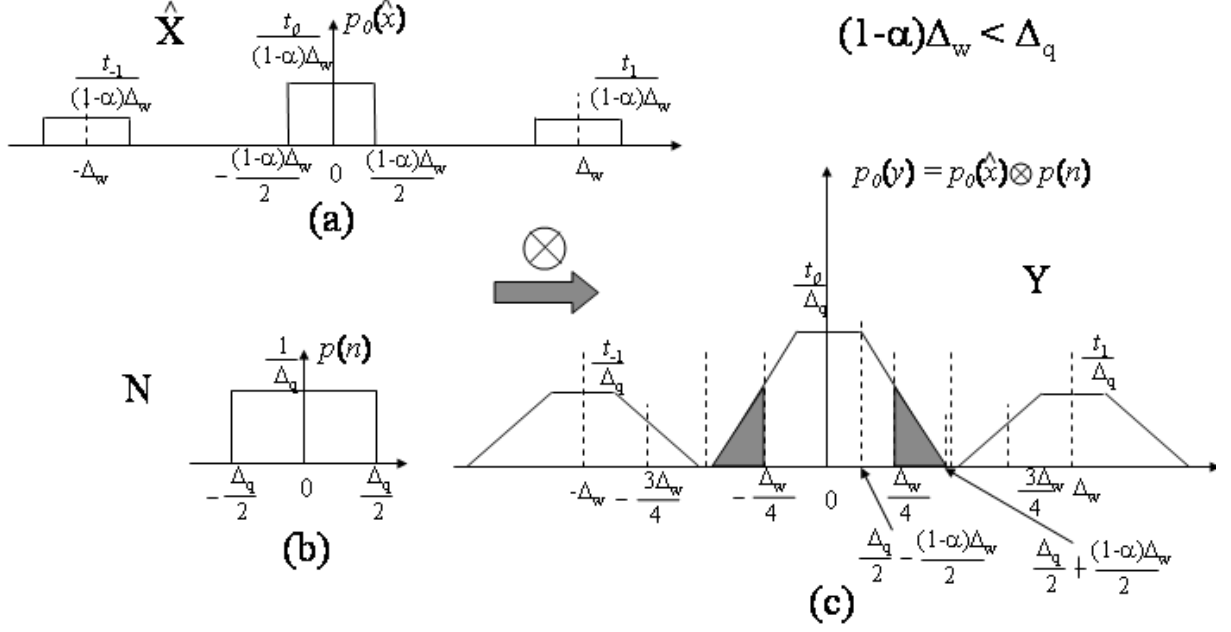 X̂
p₀(x̂)
(1-α)Δw < Δq
t₋₁/(1-α)Δw
t₀/(1-α)Δw
t₁/(1-α)Δw
-Δw
-(1-α)Δw/2
0
(1-α)Δw/2
Δw
(a)
p₀(y) = p₀(x̂)⊗ p(n)
⊗
Y
N
1/Δq
p(n)
-Δq/2
0
Δq/2
(b)
t₀/Δq
t₋₁/Δq
t₁/Δq
-Δw
-3Δw/4
-Δw/4
0
Δw/4
3Δw/4
Δw
Δq/2 - (1-α)Δw/2
Δq/2 + (1-α)Δw/2
(c)